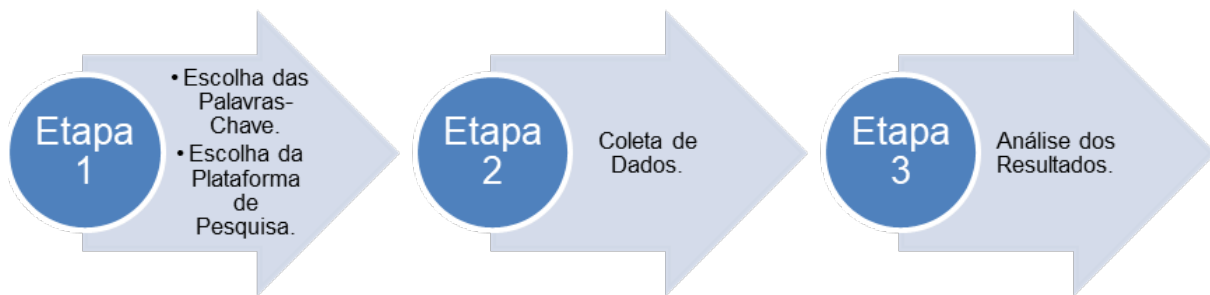 Etapa
1
• Escolha das
Palavras-
Chave.
• Escolha da
Plataforma
de
Pesquisa.
Etapa
2
Coleta de
Dados.
Etapa
3
Análise dos
Resultados.